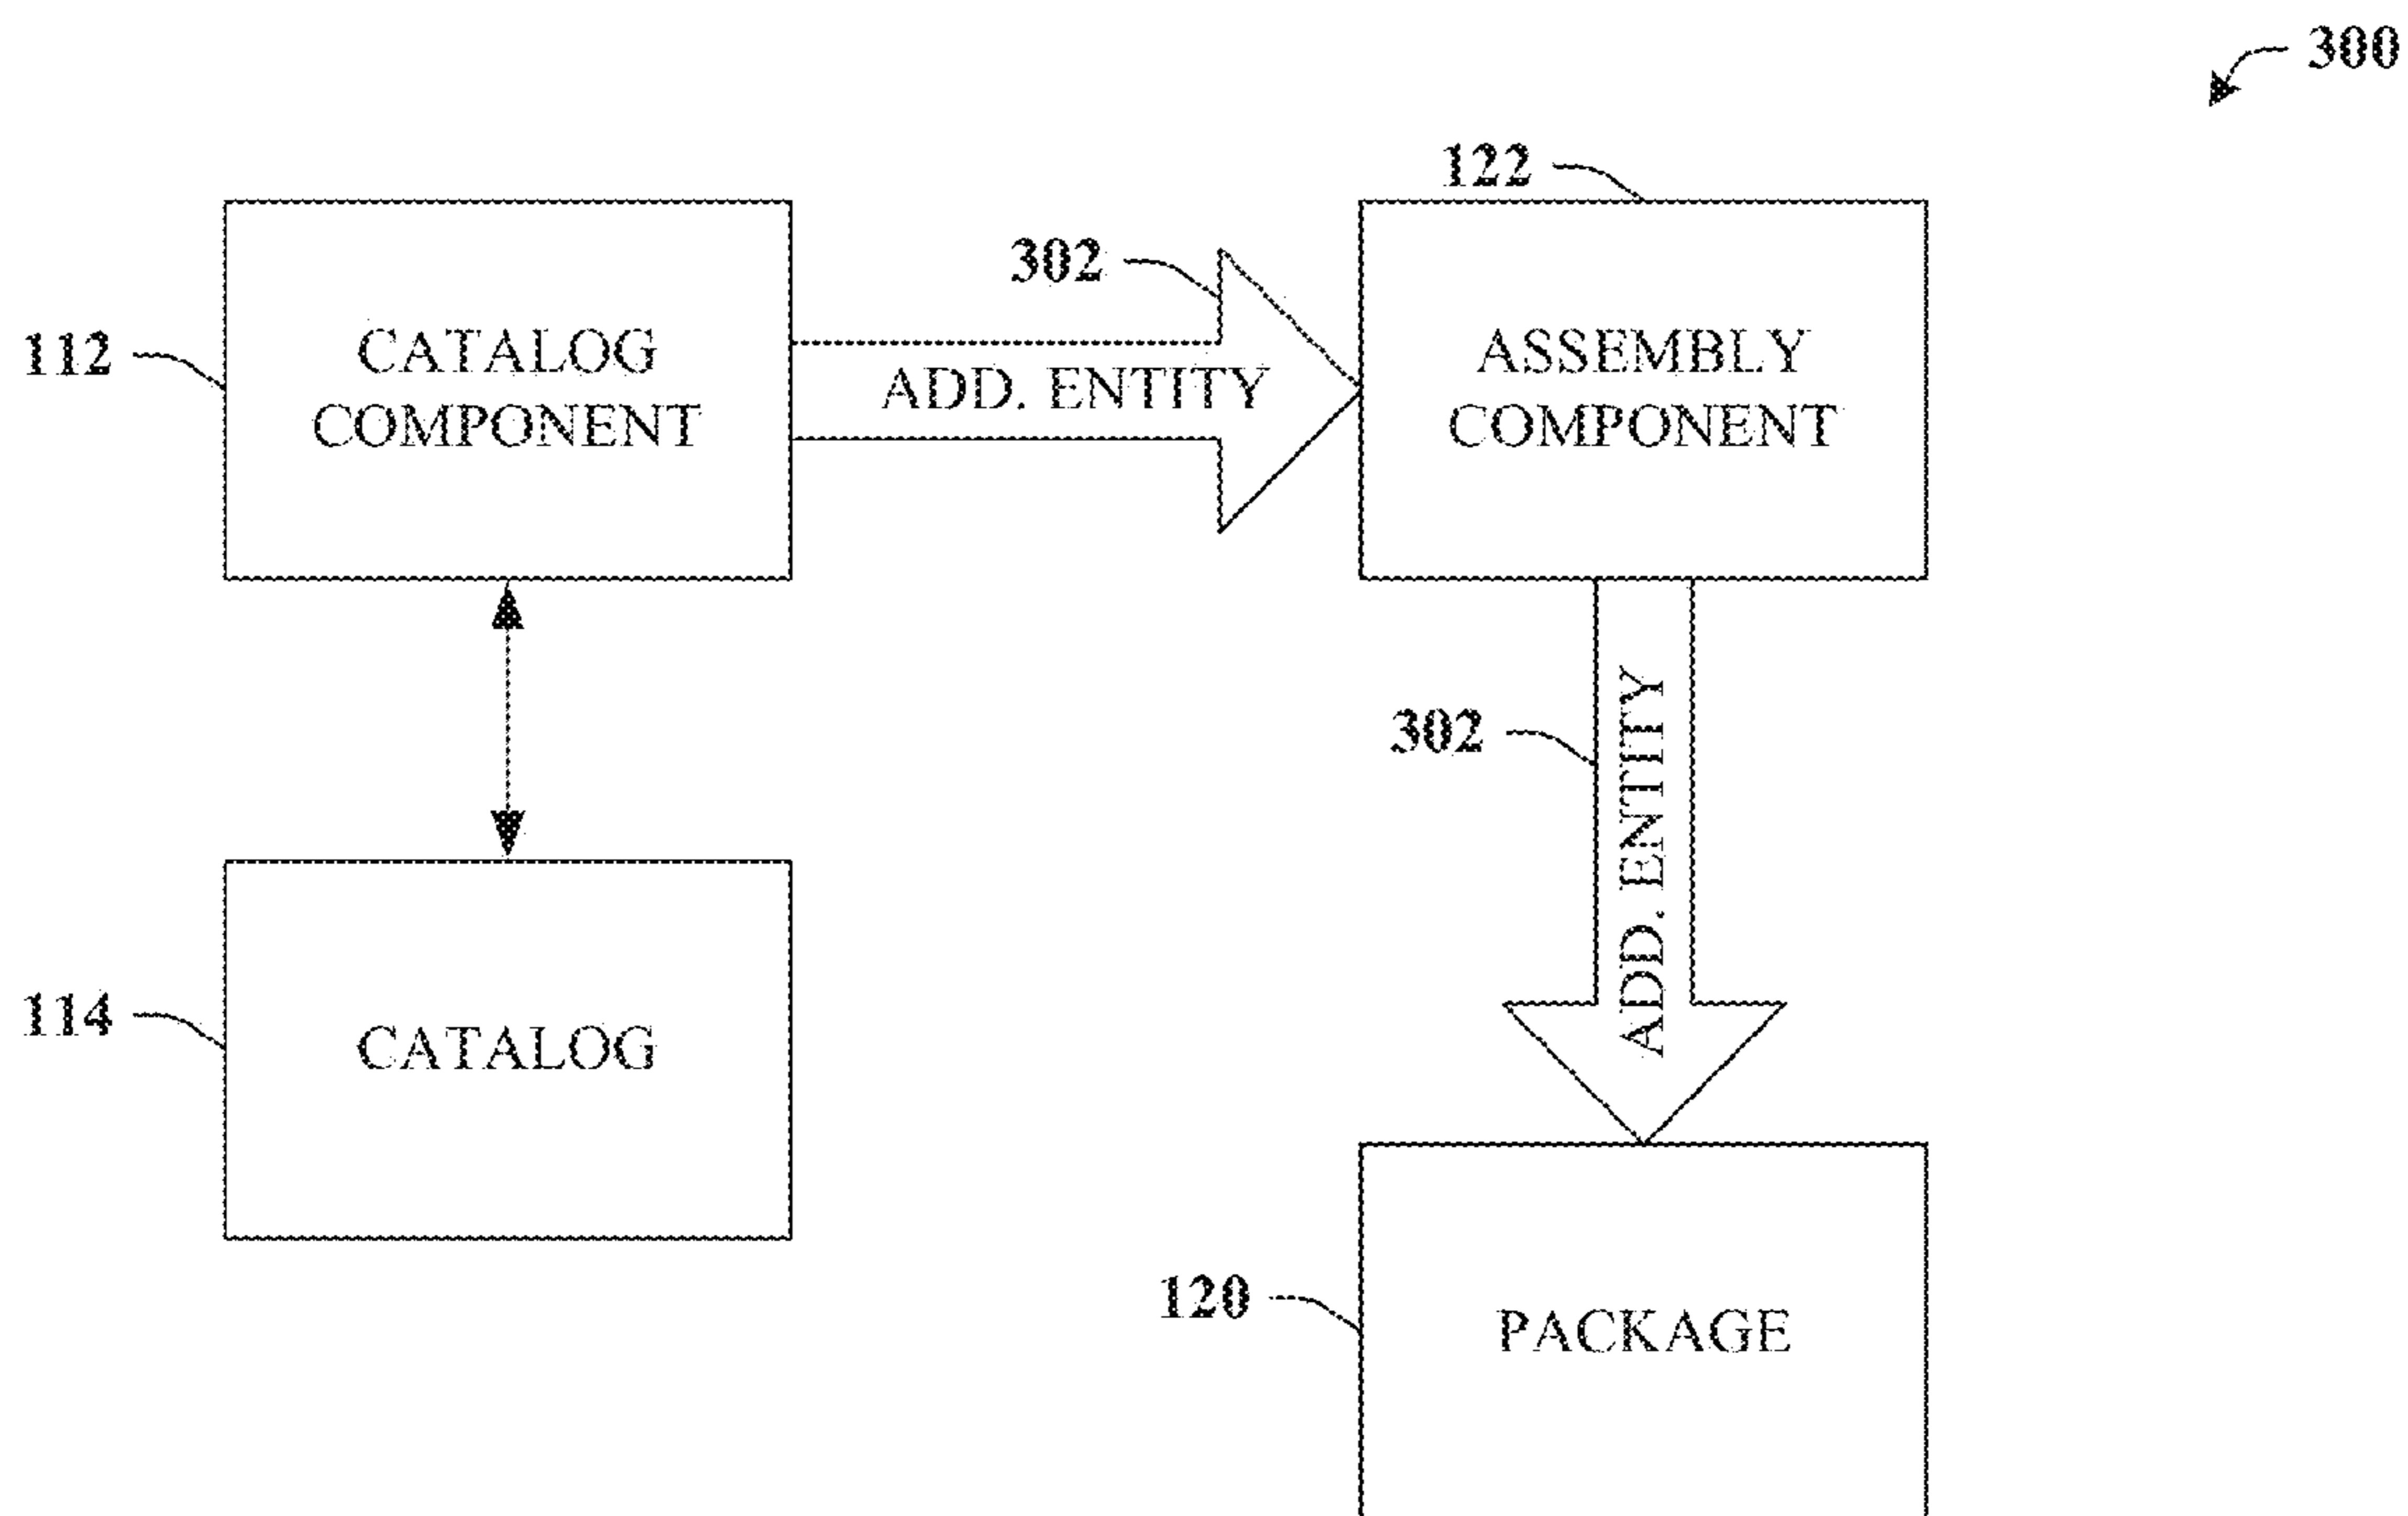 300
122
302
112
CATALOG
COMPONENT
ADD. ENTITY
ASSEMBLY
COMPONENT
302
ADD. ENTITY
114
CATALOG
120
PACKAGE